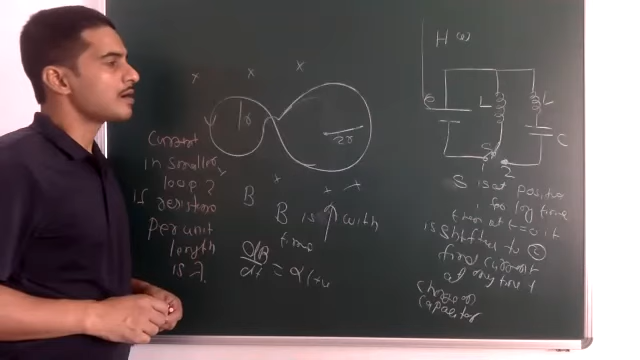 H ω
L
L
C
S
1
2
1r
2r
Current
in smaller
loop ?
if resistance
Per unit
length
is λ.
B
B is ↑ with
time
dB
dt = α
S is at position
1 for long time
then at t=0 it
is shifted to ②
find current
at any time t
charge on
capacitor